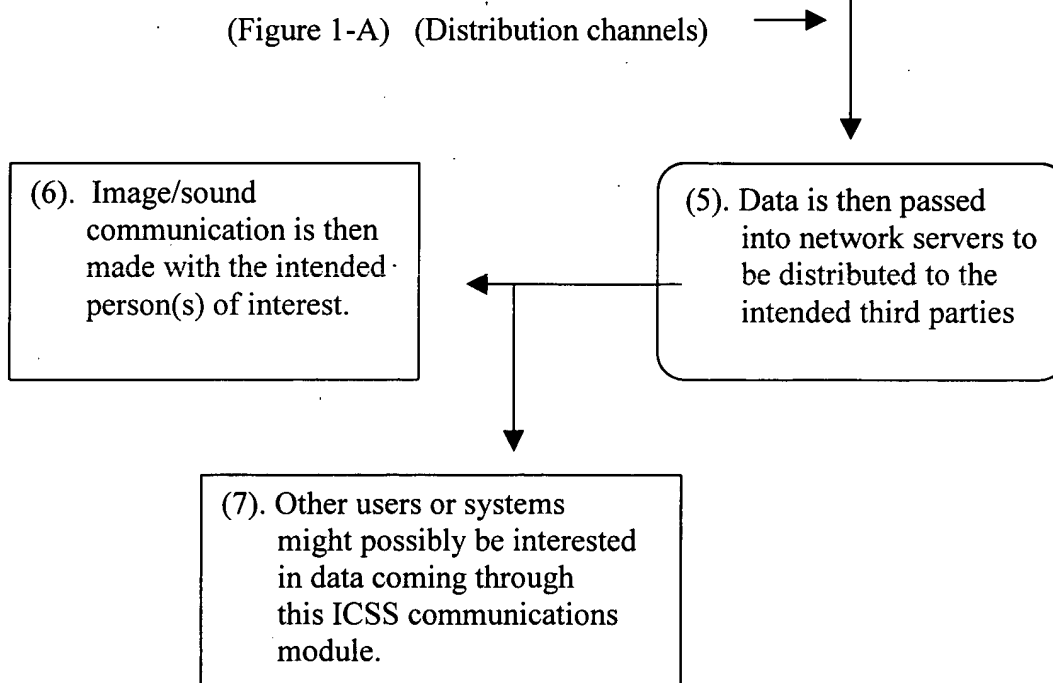 (Figure 1-A) (Distribution channels)
(6). Image/sound
communication is then
made with the intended
person(s) of interest.
(5). Data is then passed
into network servers to
be distributed to the
intended third parties
(7). Other users or systems
might possibly be interested
in data coming through
this ICSS communications
module.